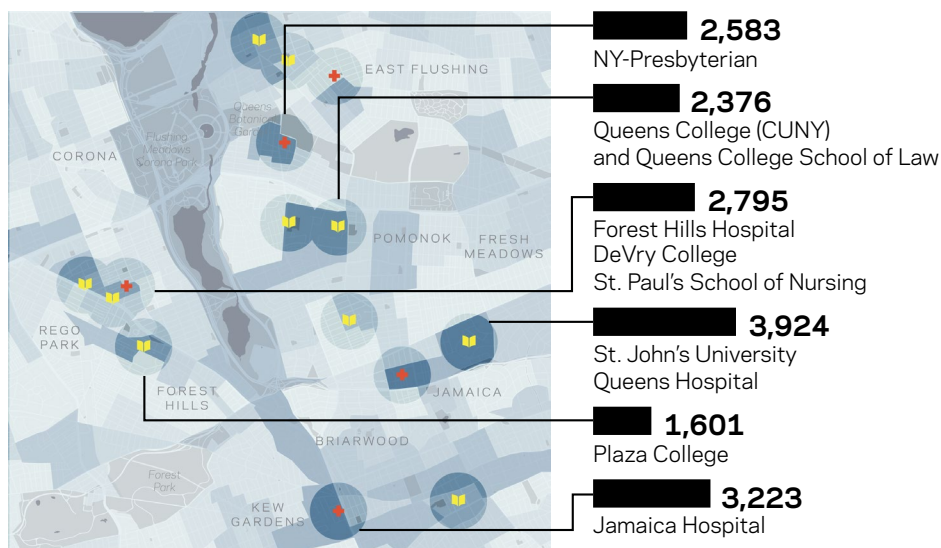 2,583
NY-Presbyterian
2,376
Queens College (CUNY)
and Queens College School of Law
2,795
Forest Hills Hospital
DeVry College
St. Paul's School of Nursing
3,924
St. John's University
Queens Hospital
1,601
Plaza College
3,223
Jamaica Hospital
EAST FLUSHING
Queens
Botanical
Garden
Flushing
Meadows
Corona Park
CORONA
POMONOK
FRESH
MEADOWS
REGO
PARK
FOREST
HILLS
JAMAICA
BRIARWOOD
Forest
Park
KEW
GARDENS